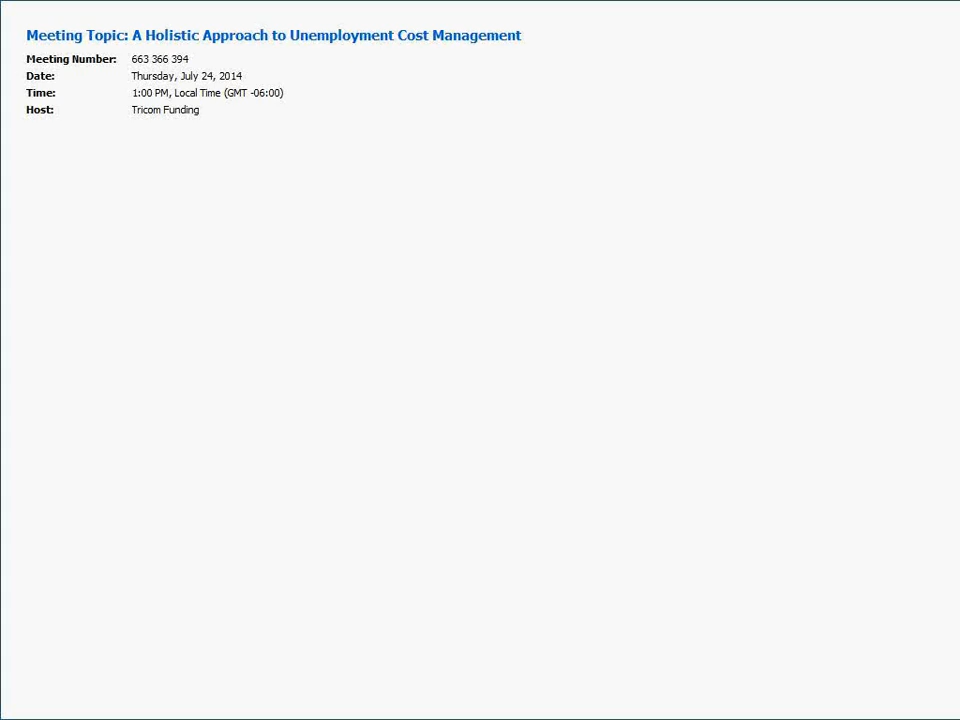 Meeting Topic: A Holistic Approach to Unemployment Cost Management
Meeting Number: 663 366 394
Date: Thursday, July 24, 2014
Time: 1:00 PM, Local Time (GMT -06:00)
Host: Tricom Funding